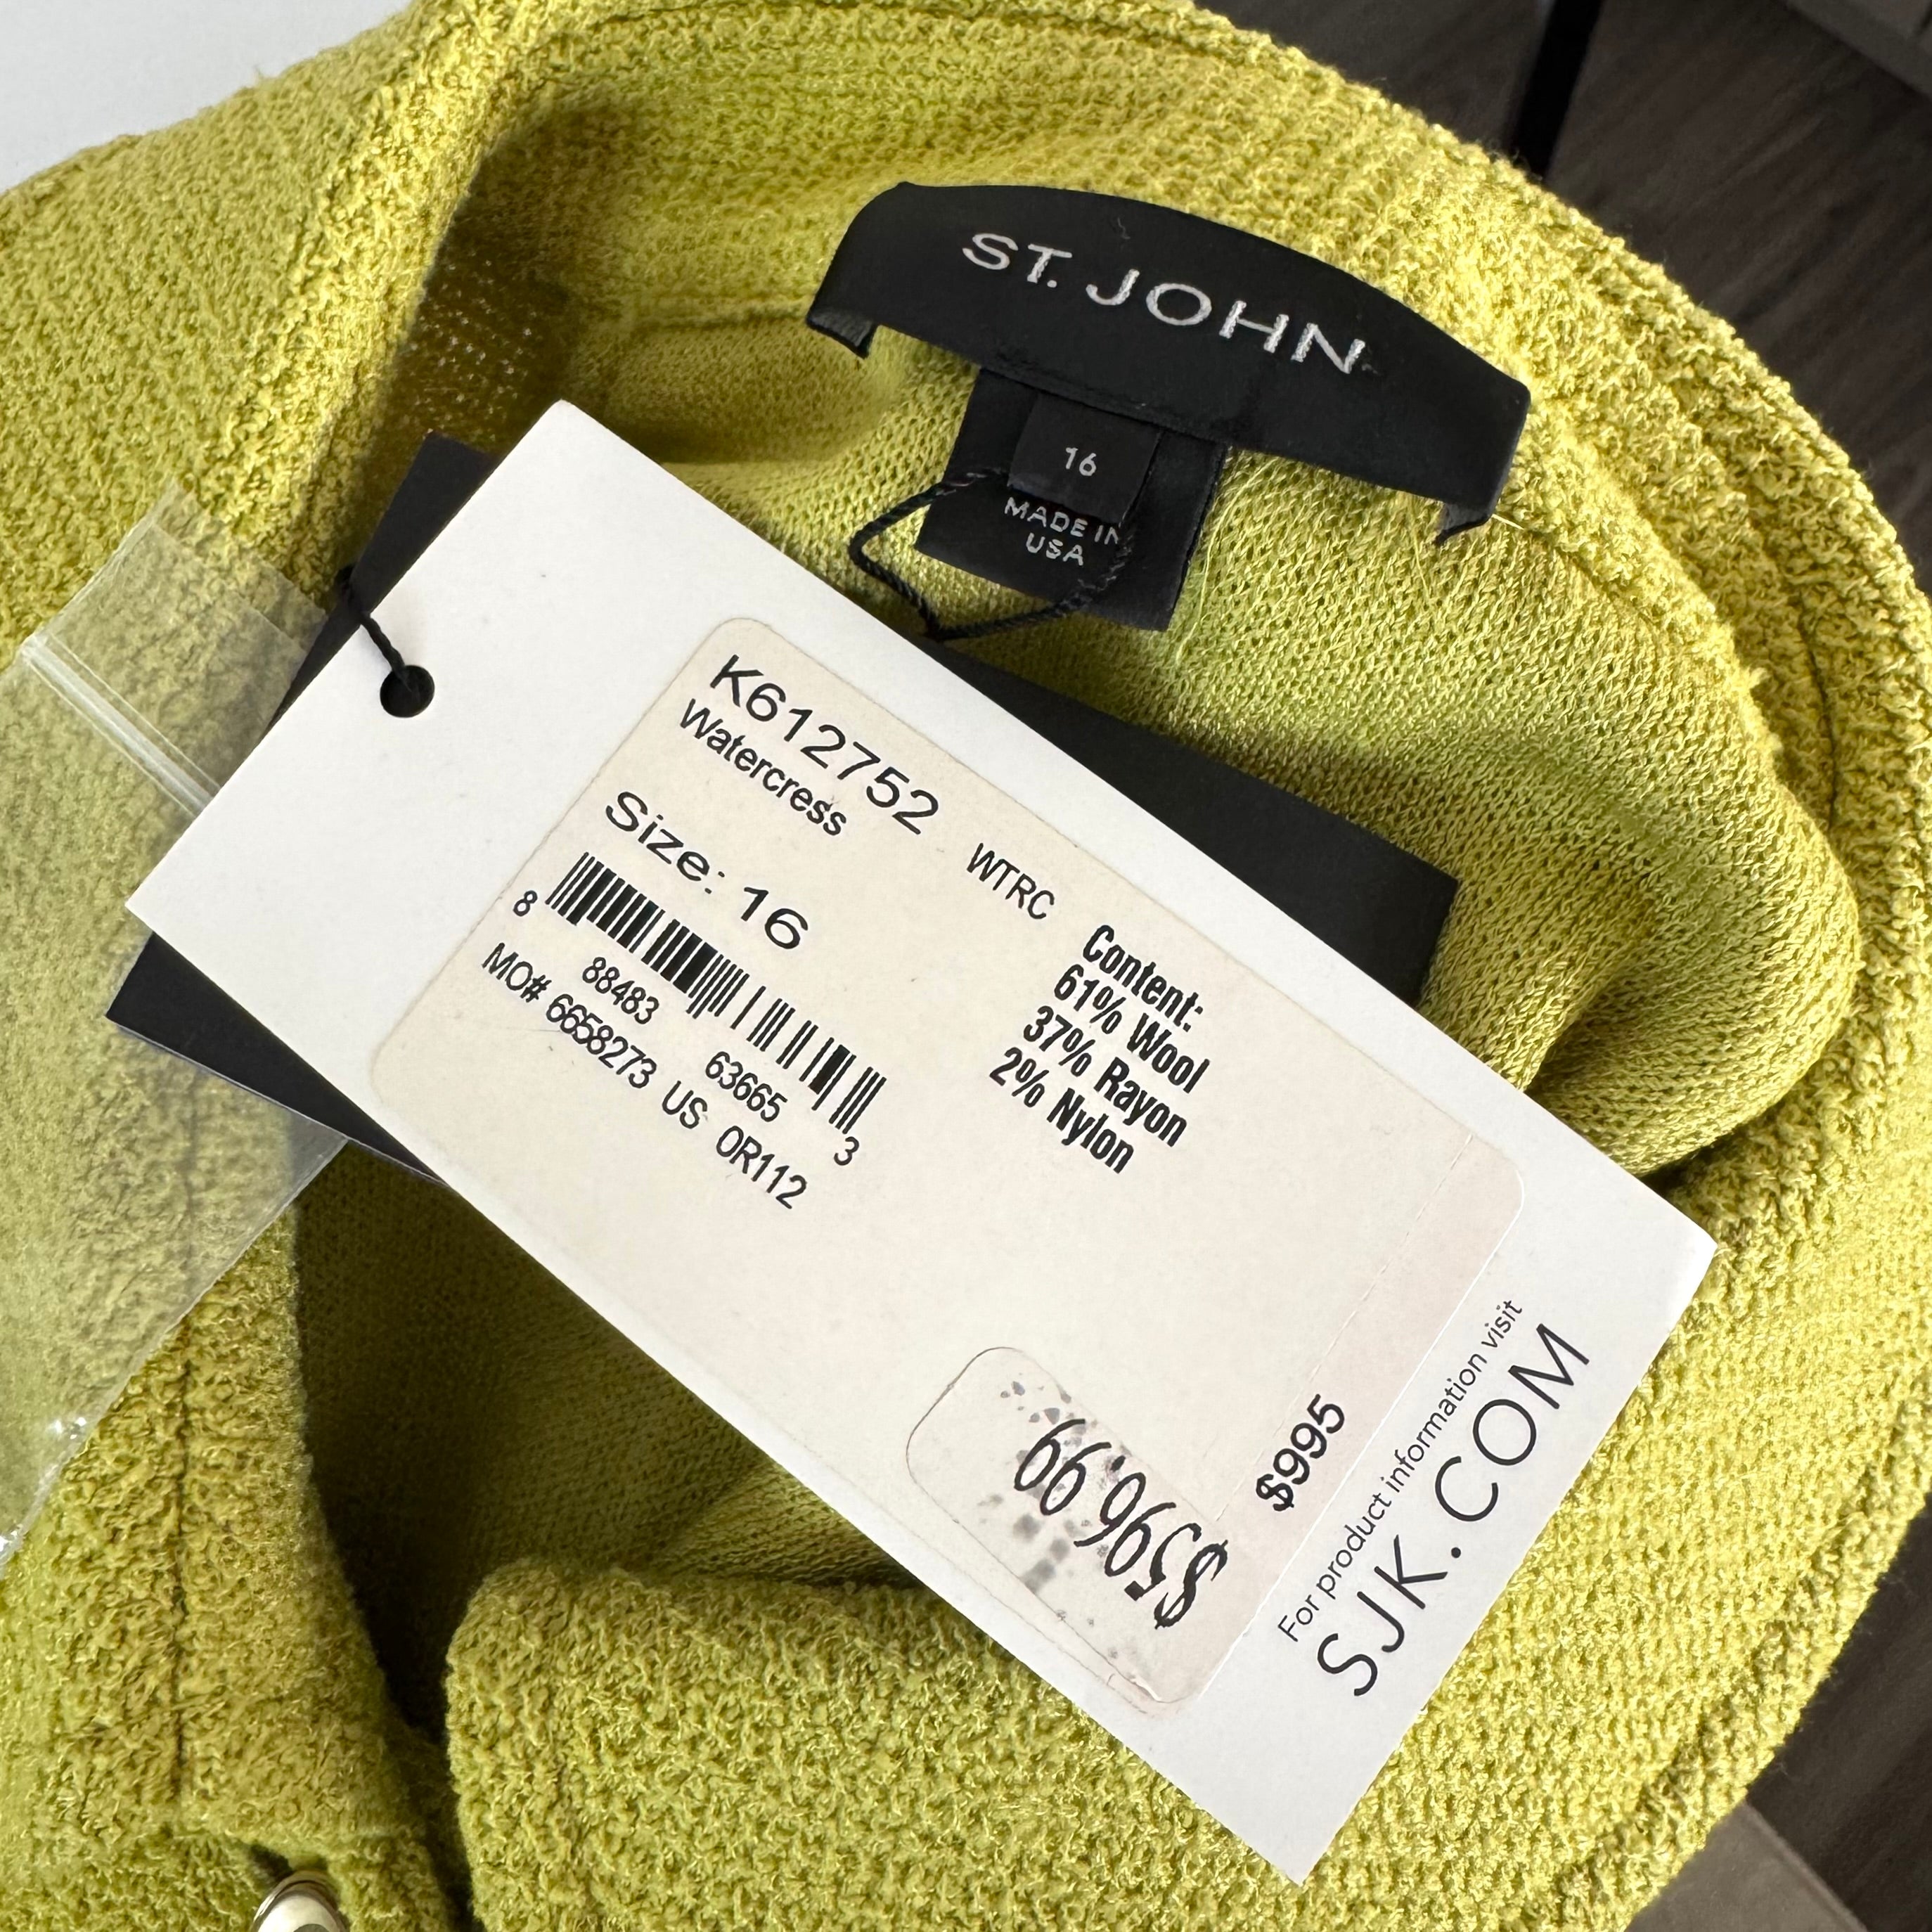 ST. JOHN
16
MADE IN
USA
K612752
Watercress
WTRC
Size: 16
8 88483 63665 3
MO# 6658273 US 0R112
Content:
61% Wool
37% Rayon
2% Nylon
$596.99
$995
For product information visit
SJK.COM